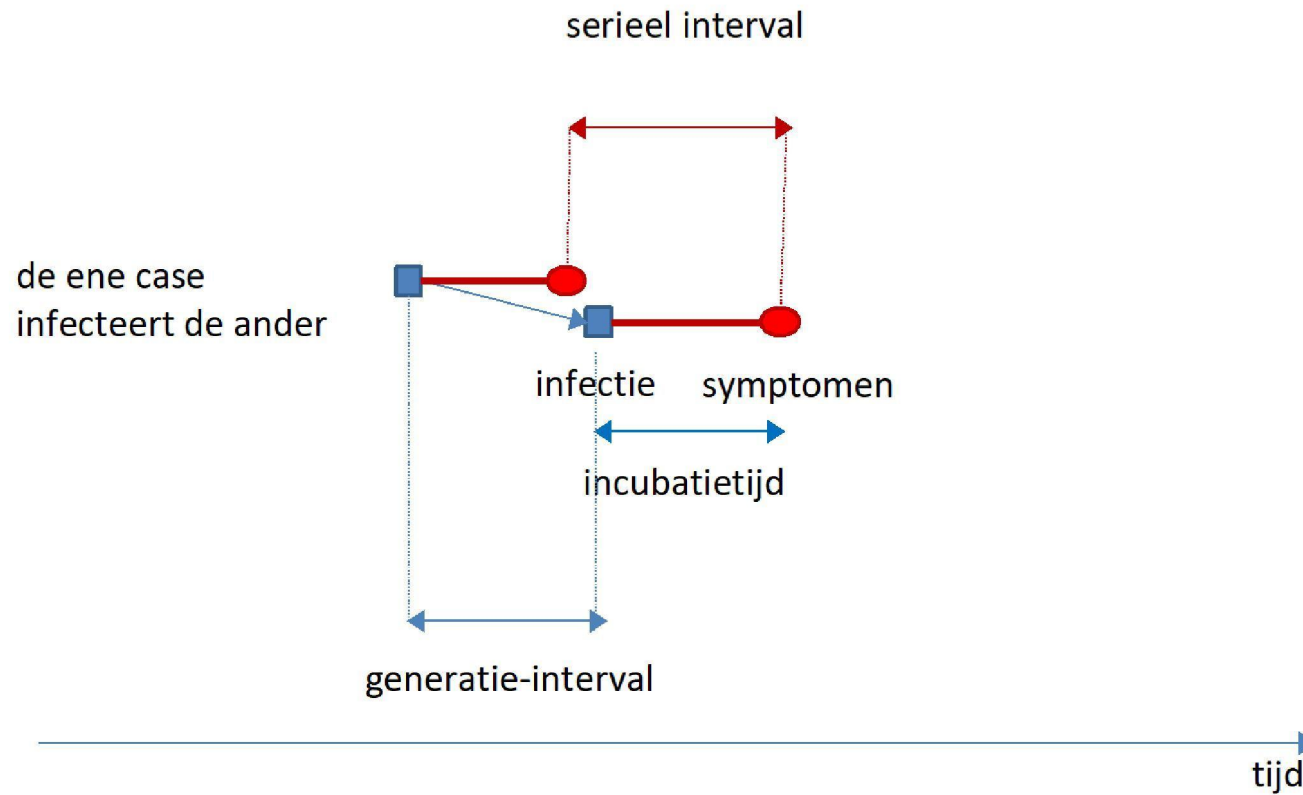 serieel interval
de ene case
infecteert de ander
infectie
symptomen
incubatietijd
generatie-interval
tijd